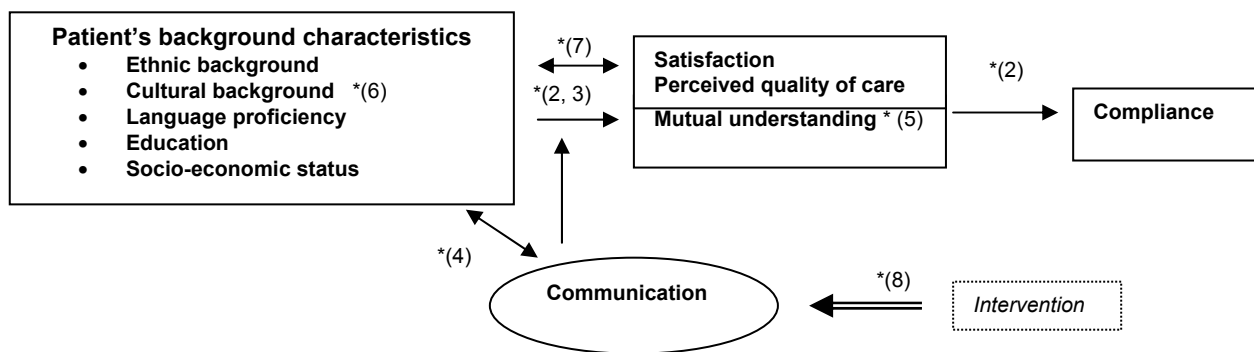 Patient's background characteristics
• Ethnic background
• Cultural background *(6)
• Language proficiency
• Education
• Socio-economic status
*(7)
*(2, 3)
Satisfaction
Perceived quality of care
Mutual understanding * (5)
*(2)
Compliance
*(4)
Communication
*(8)
Intervention